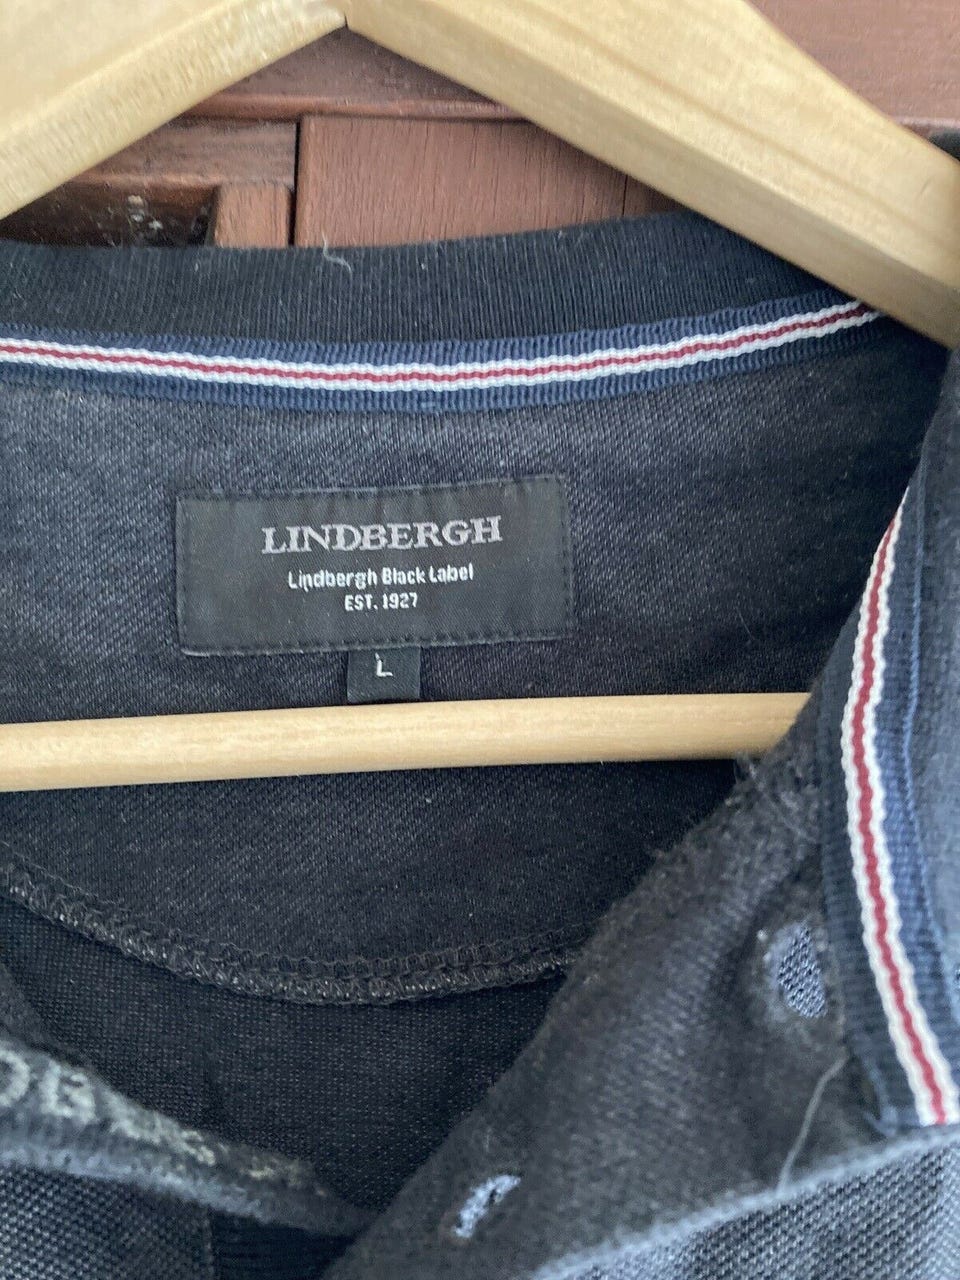 LINDBERGH
Lindbergh Black Label
EST. 1927
L